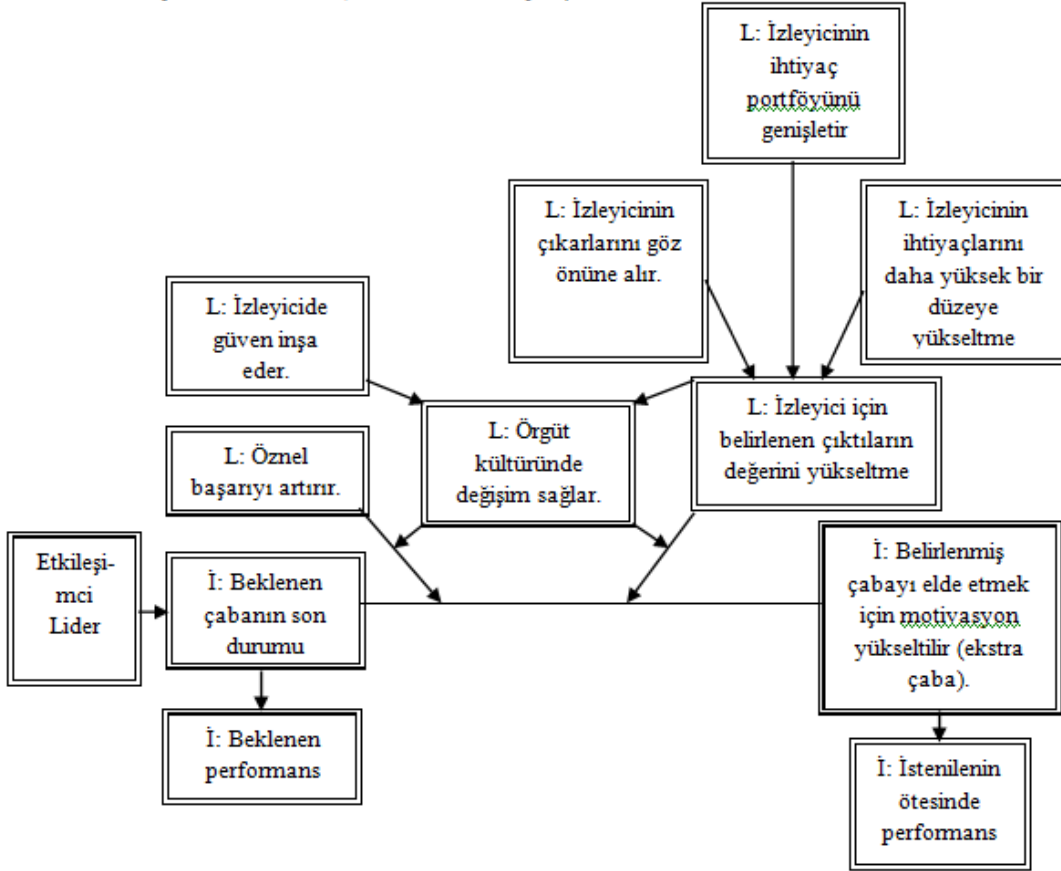 L: İzleyicinin
ihtiyaç
portföyünü
genişletir
L: İzleyicinin
çıkarlarını göz
önüne alır.
L: İzleyicinin
ihtiyaçlarını
daha yüksek bir
düzeye
yükseltme
L: İzleyicide
güven inşa
eder.
L: Örgüt
kültüründe
değişim sağlar.
L: İzleyici için
belirlenen çıktıların
değerini yükseltme
L: Öznel
başarıyı artırır.
Etkileşi-
mci
Lider
İ: Beklenen
çabanın son
durumu
İ: Belirlenmiş
çabayı elde etmek
için motivasyon
yükseltilir (ekstra
çaba).
İ: Beklenen
performans
İ: İstenilenin
ötesinde
performans